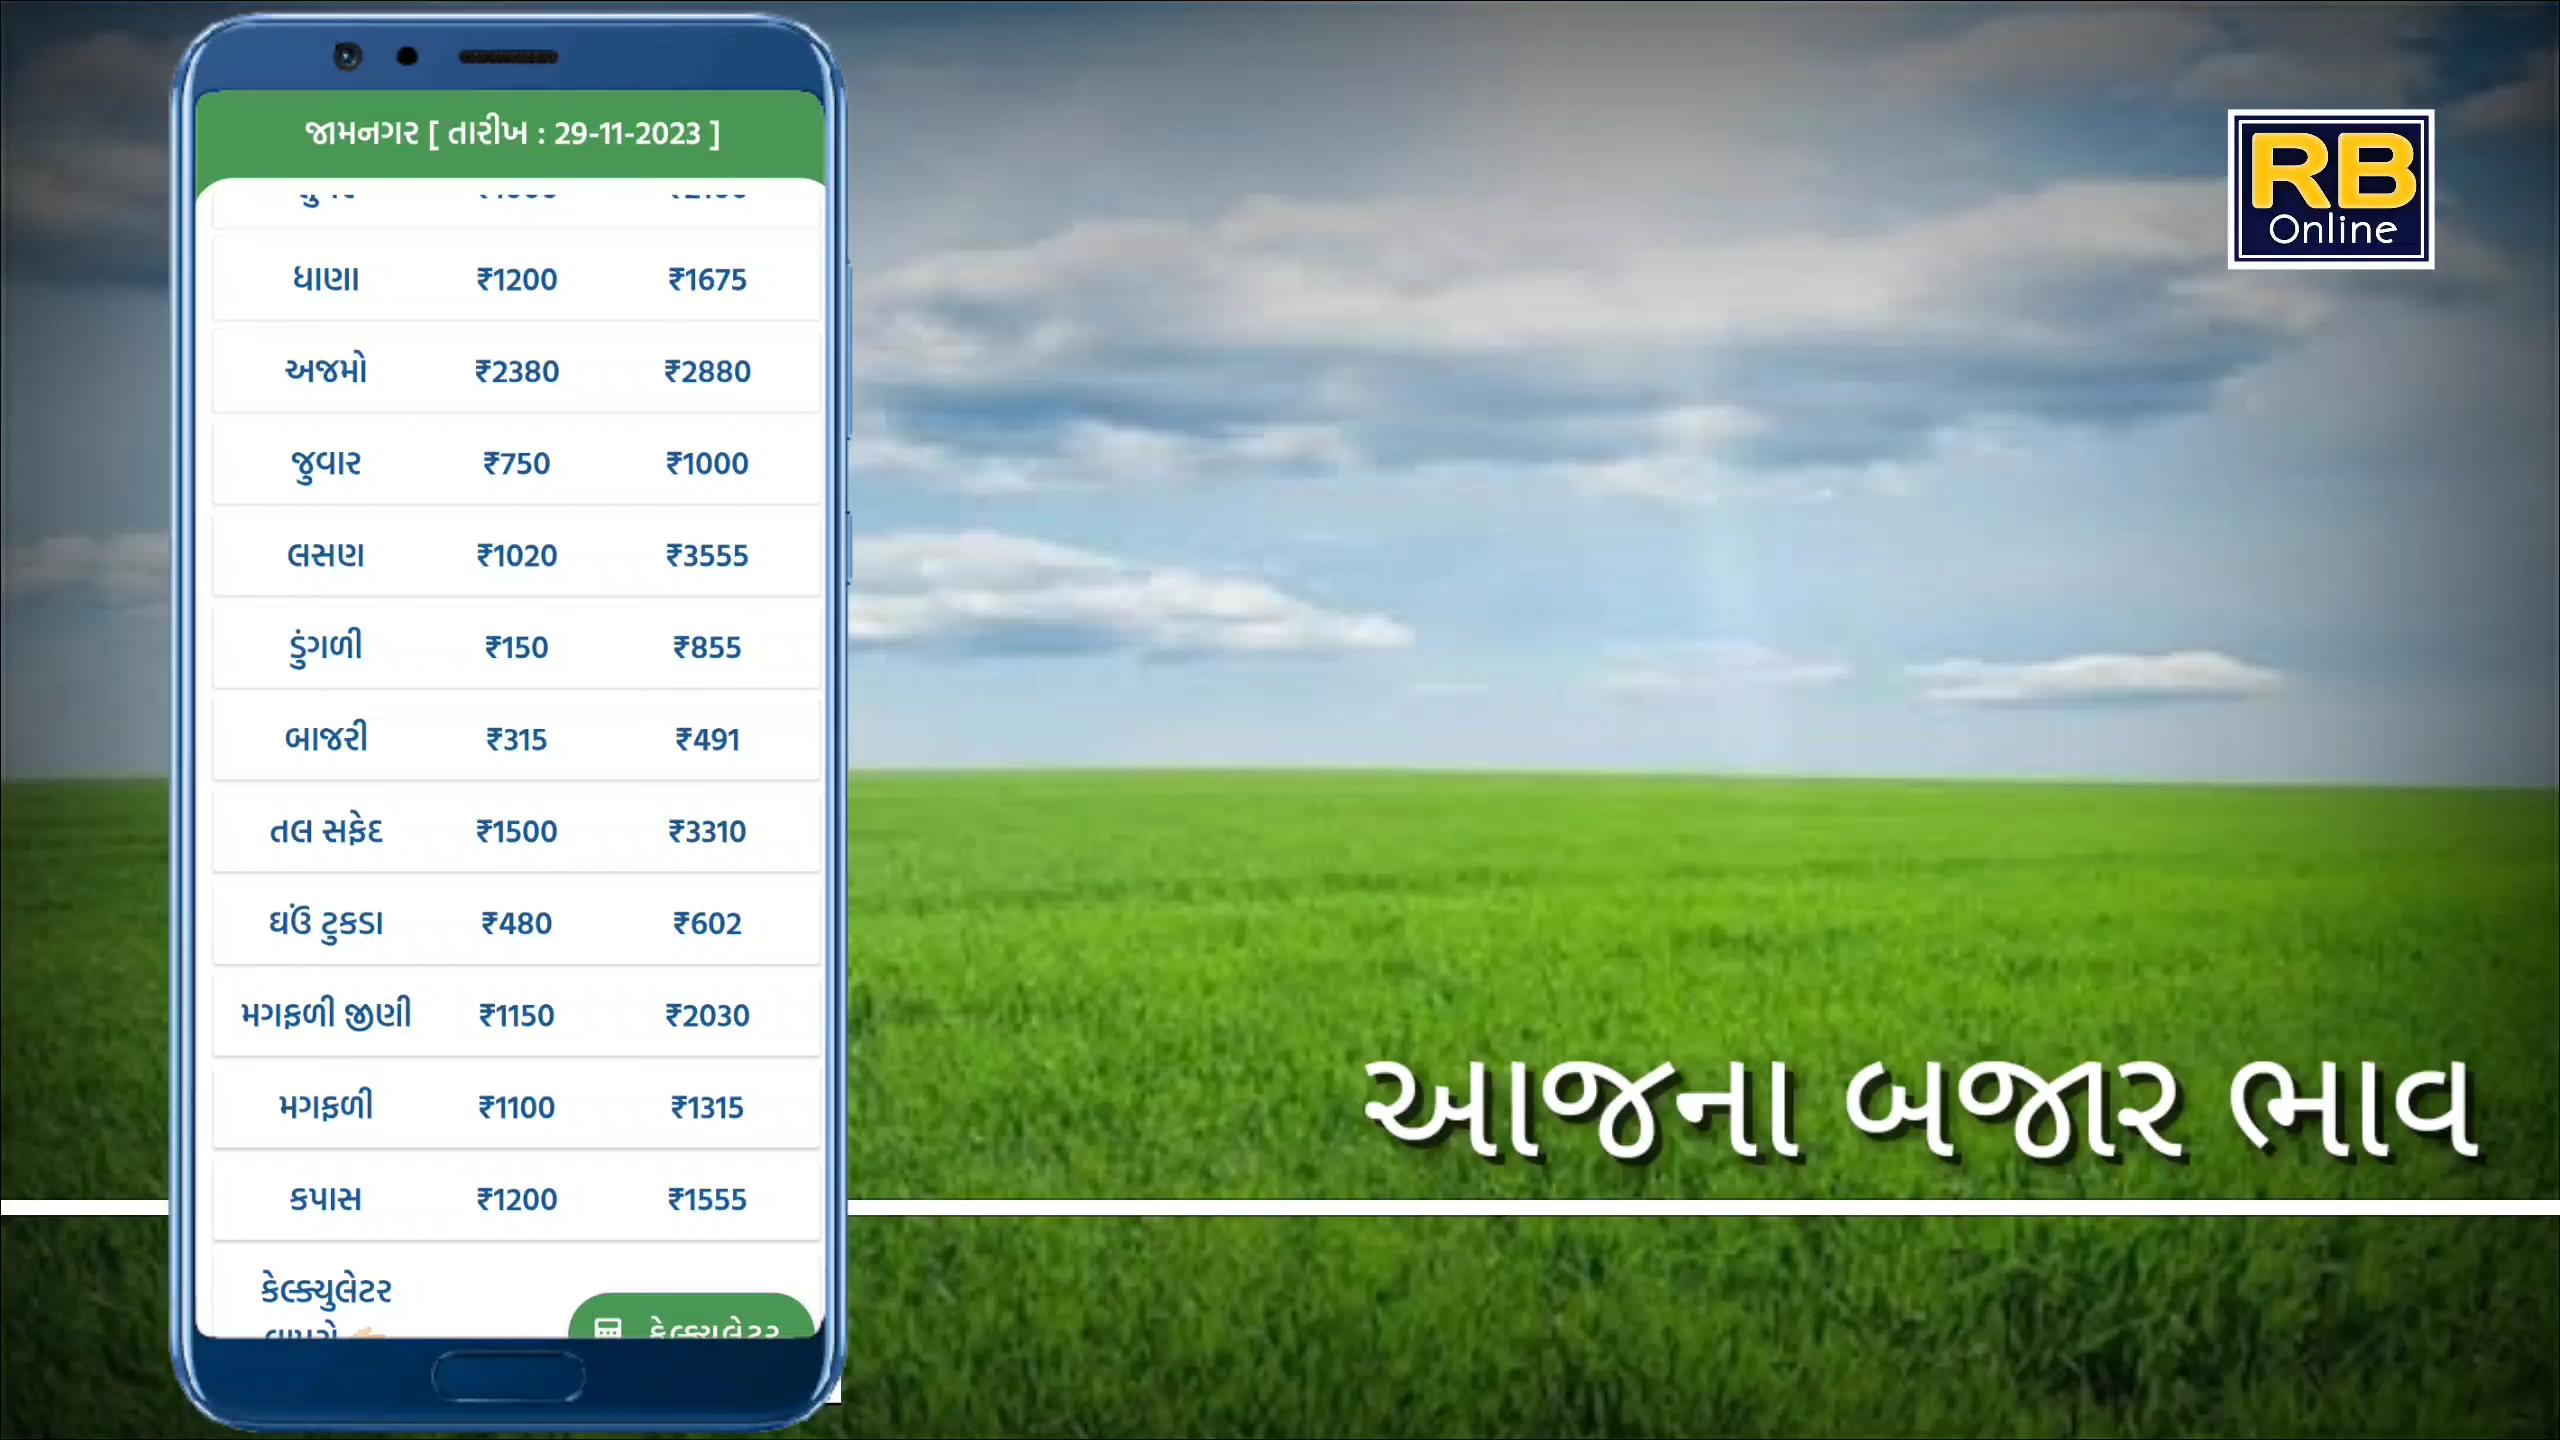 જામનગર [ તારીખ : 29-11-2023 ]
ધાણા ₹1200 ₹1675
અજમો ₹2380 ₹2880
જુવાર ₹750 ₹1000
લસણ ₹1020 ₹3555
ડુંગળી ₹150 ₹855
બાજરી ₹315 ₹491
તલ સફેદ ₹1500 ₹3310
ઘઉં ટુકડા ₹480 ₹602
મગફળી જીણી ₹1150 ₹2030
મગફળી ₹1100 ₹1315
કપાસ ₹1200 ₹1555
કેલ્ક્યુલેટર
કેલ્ક્યુલેટર
RB
Online
આજના બજાર ભાવ